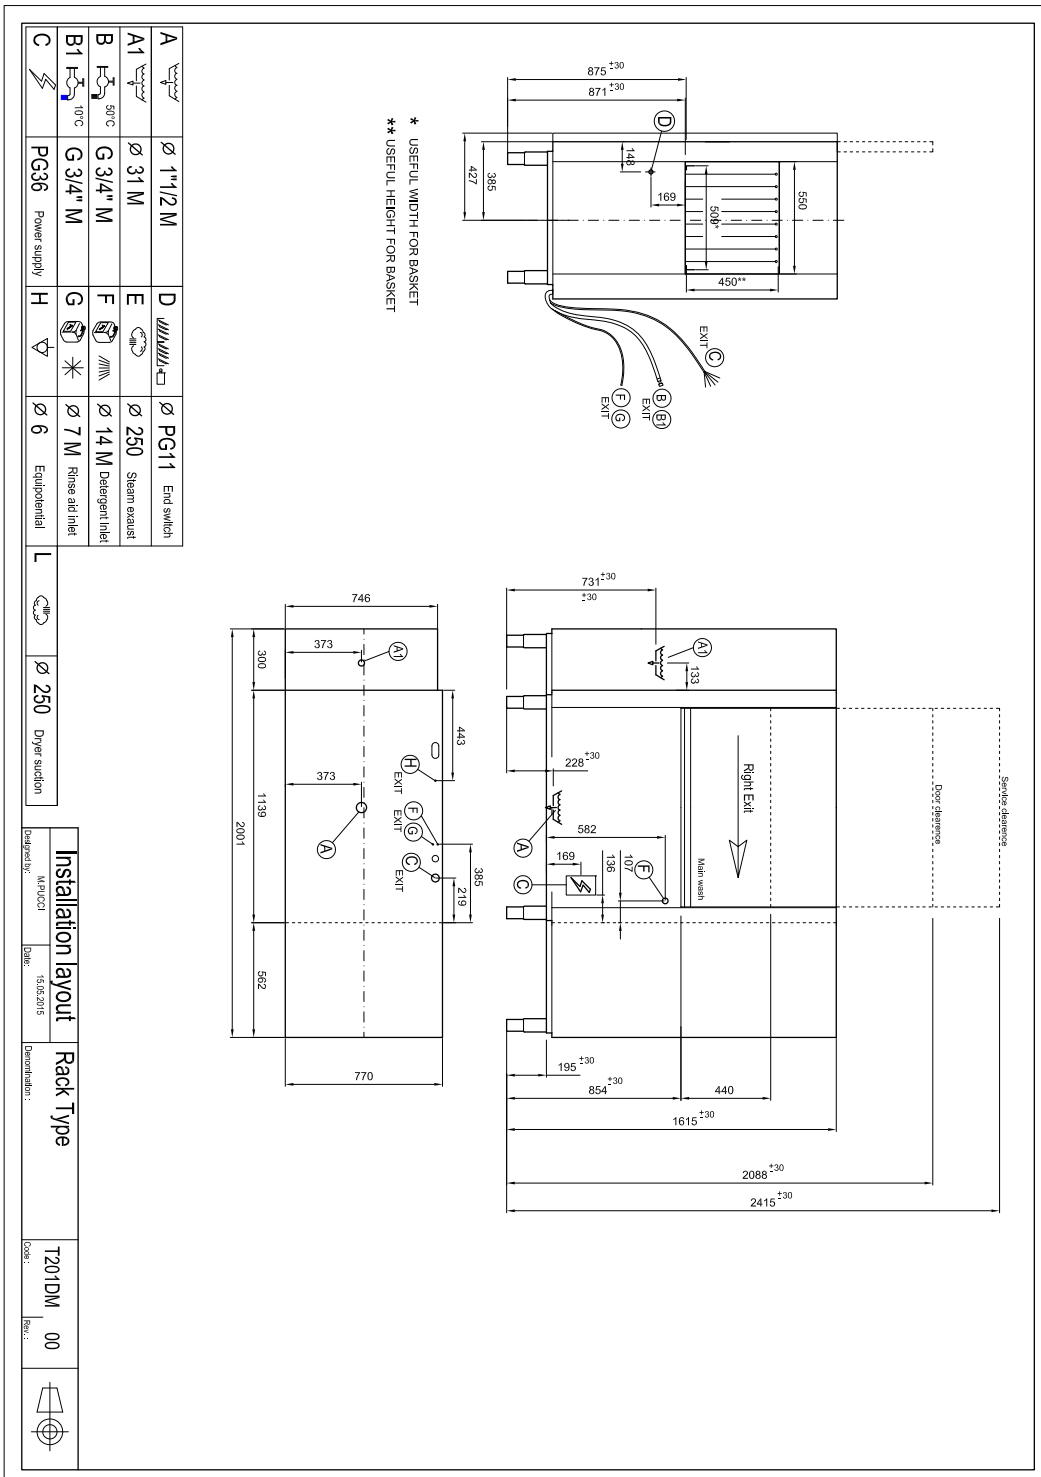 875 ±30
871 ±30
D
148
169
385
427
550
509*
450**
C
EXIT
B B1
EXIT
F G
EXIT
* USEFUL WIDTH FOR BASKET
** USEFUL HEIGHT FOR BASKET
731 ±30
±30
A1
133
228 ±30
A
582
169
C
136
107
F
Right Exit
Main wash
Door clearence
Service clearence
195 ±30
854 ±30
440
1615 ±30
2088 ±30
2415 ±30
746
373
300
A1
443
H
EXIT
373
F
G
EXIT
C
EXIT
A
385
219
1139
2001
562
770
A Ø 1"1/2 M D Ø PG11 End switch
A1 Ø 31 M E Ø 250 Steam exaust
B 50°C G 3/4" M F Ø 14 M Detergent inlet
B1 10°C G 3/4" M G Ø 7 M Rinse aid inlet
C PG36 Power supply H Ø 6 Equipotential L Ø 250 Dryer suction
Installation layout Rack Type T201DM 00
Designed by: M.PUCCI Date: 15.05.2015 Denomination : Code : Rev. :